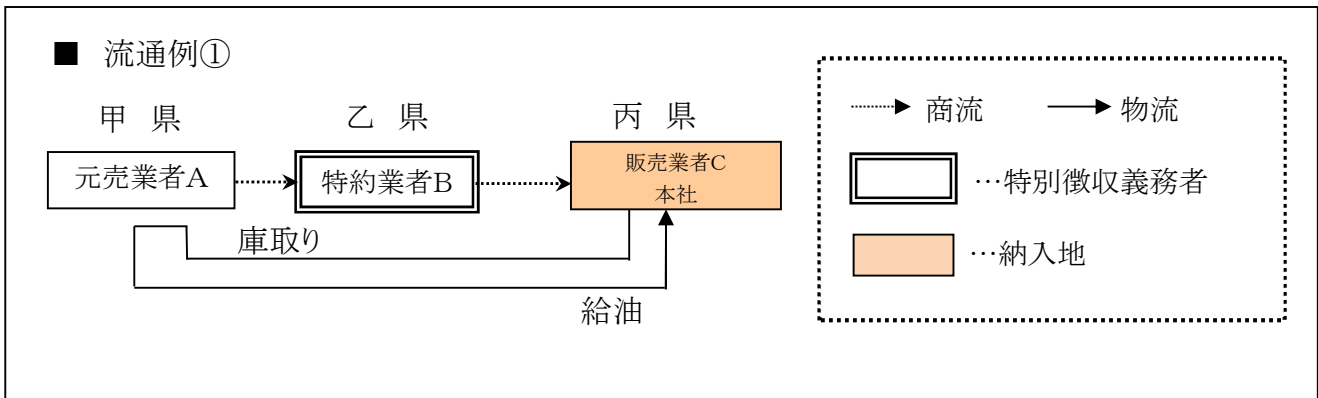 ■ 流通例①
甲 県
乙 県
丙 県
元売業者A
特約業者B
販売業者C
本社
庫取り
給油
商流
物流
…特別徴収義務者
…納入地